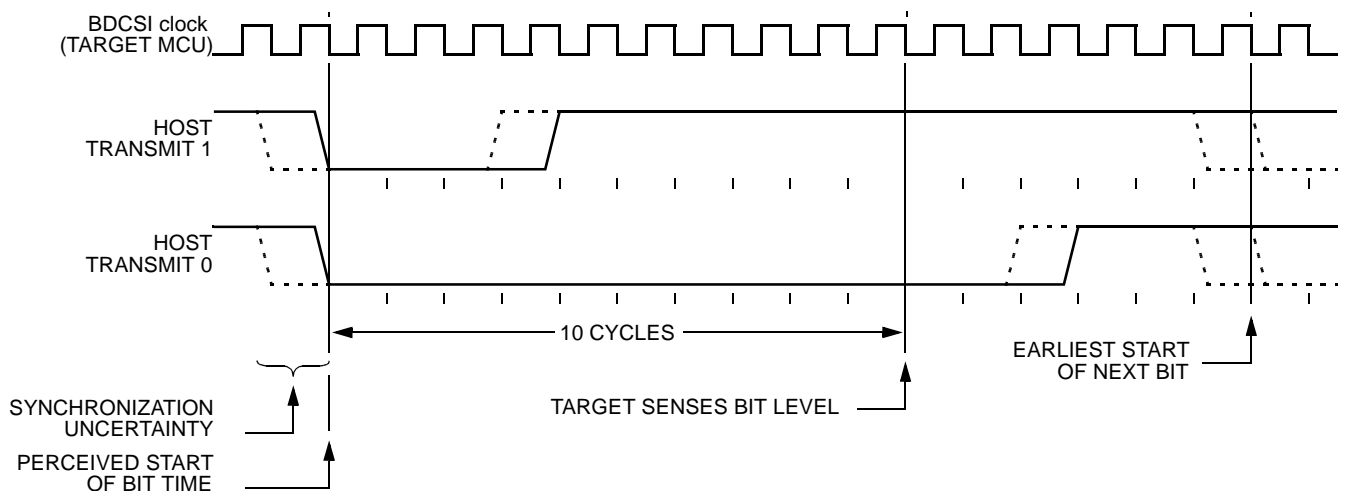 BDCSI clock
(TARGET MCU)
HOST
TRANSMIT 1
HOST
TRANSMIT 0
10 CYCLES
EARLIEST START
OF NEXT BIT
TARGET SENSES BIT LEVEL
SYNCHRONIZATION
UNCERTAINTY
PERCEIVED START
OF BIT TIME